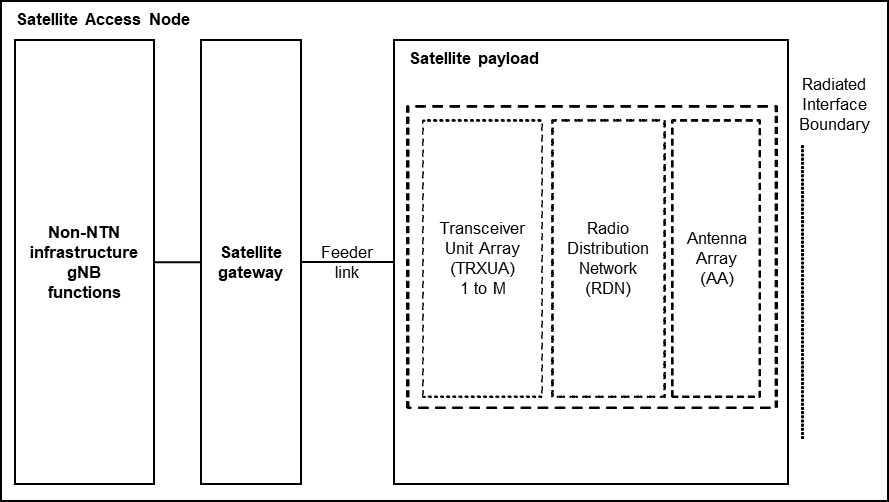 Satellite Access Node
Non-NTN
infrastructure
gNB
functions
Satellite
gateway
Feeder
link
Satellite payload
Transceiver
Unit Array
(TRXUA)
1 to M
Radio
Distribution
Network
(RDN)
Antenna
Array
(AA)
Radiated
Interface
Boundary